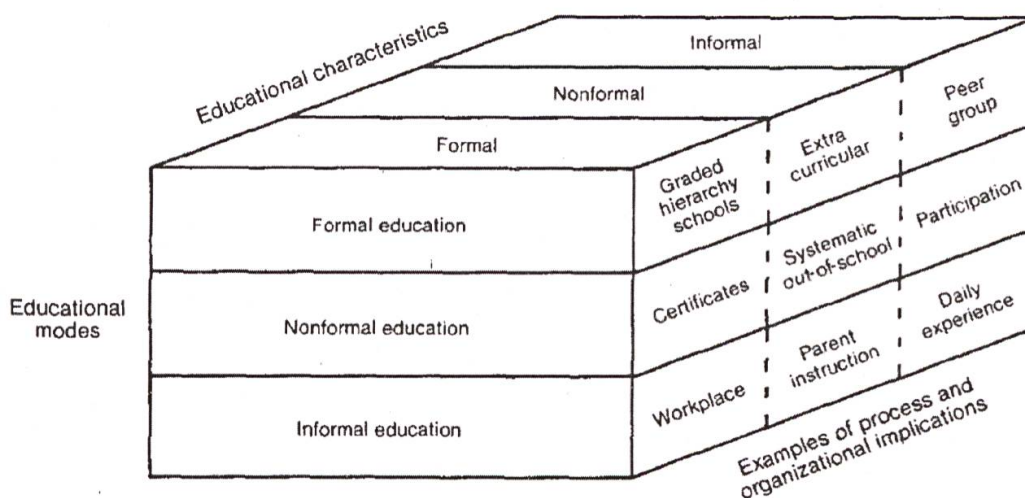 Educational characteristics
Informal
Nonformal
Formal
Peer
group
Extra
curricular
Graded
hierarchy
schools
Formal education
Participation
Systematic
out-of-school
Certificates
Educational
modes
Nonformal education
Daily
experience
Parent
instruction
Workplace
Informal education
Examples of process and
organizational implications